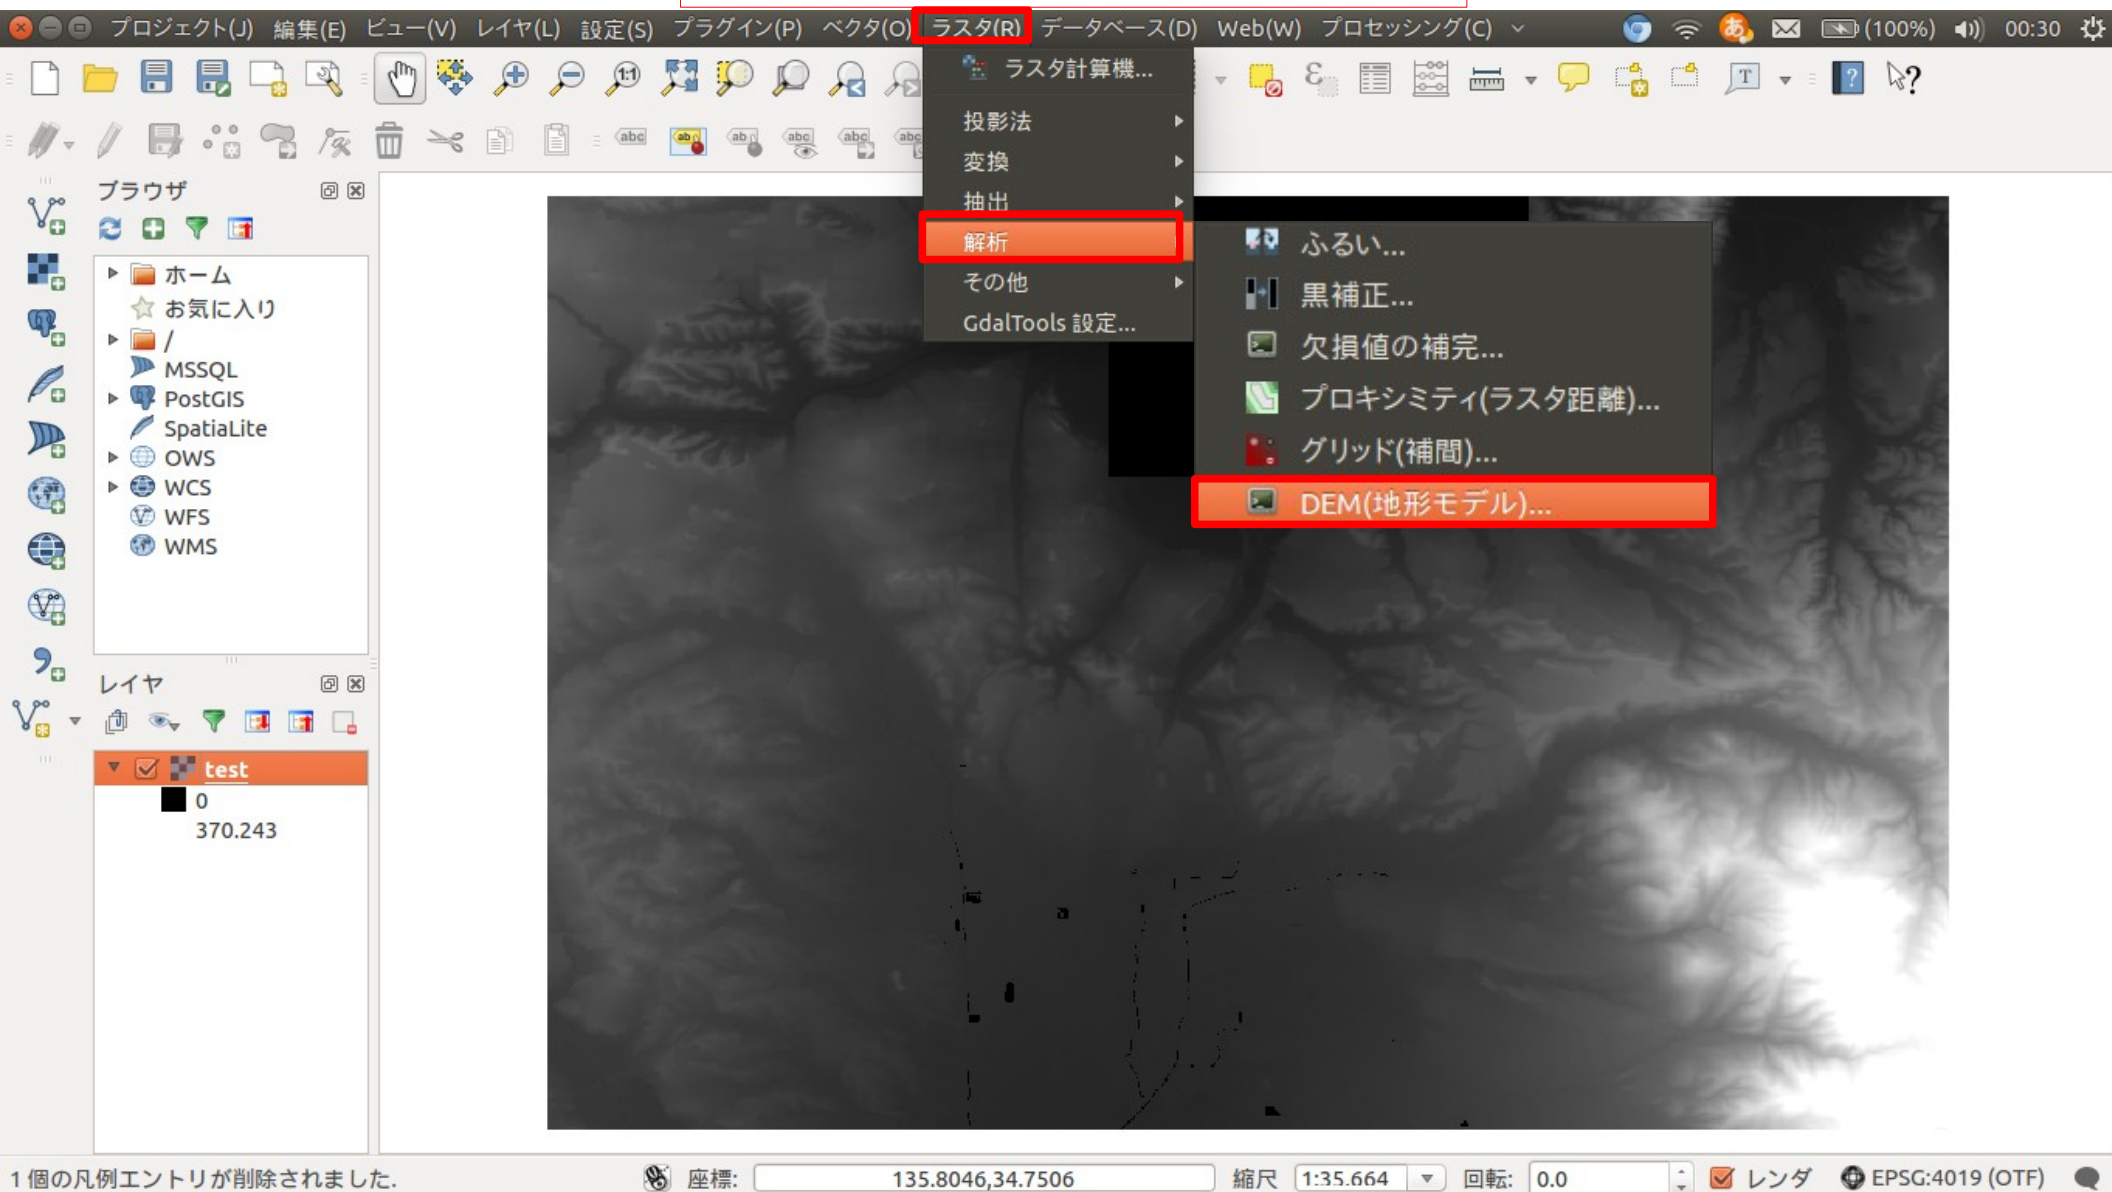 プロジェクト(J) 編集(E) ビュー(V) レイヤ(L) 設定(S) プラグイン(P) ベクタ(O) ラスタ(R) データベース(D) Web(W) プロセッシング(C) あ (100%) 00:30
ラスタ計算機...
投影法
変換
抽出
解析
その他
GdalTools 設定...
ふるい...
黒補正...
欠損値の補完...
プロキシミティ(ラスタ距離)...
グリッド(補間)...
DEM(地形モデル)...
ブラウザ
ホーム
お気に入り
/
MSSQL
PostGIS
SpatiaLite
OWS
WCS
WFS
WMS
レイヤ
test
0
370.243
1 個の凡例エントリが削除されました. 座標: 135.8046,34.7506 縮尺 1:35.664 回転: 0.0 レンダ EPSG:4019 (OTF)